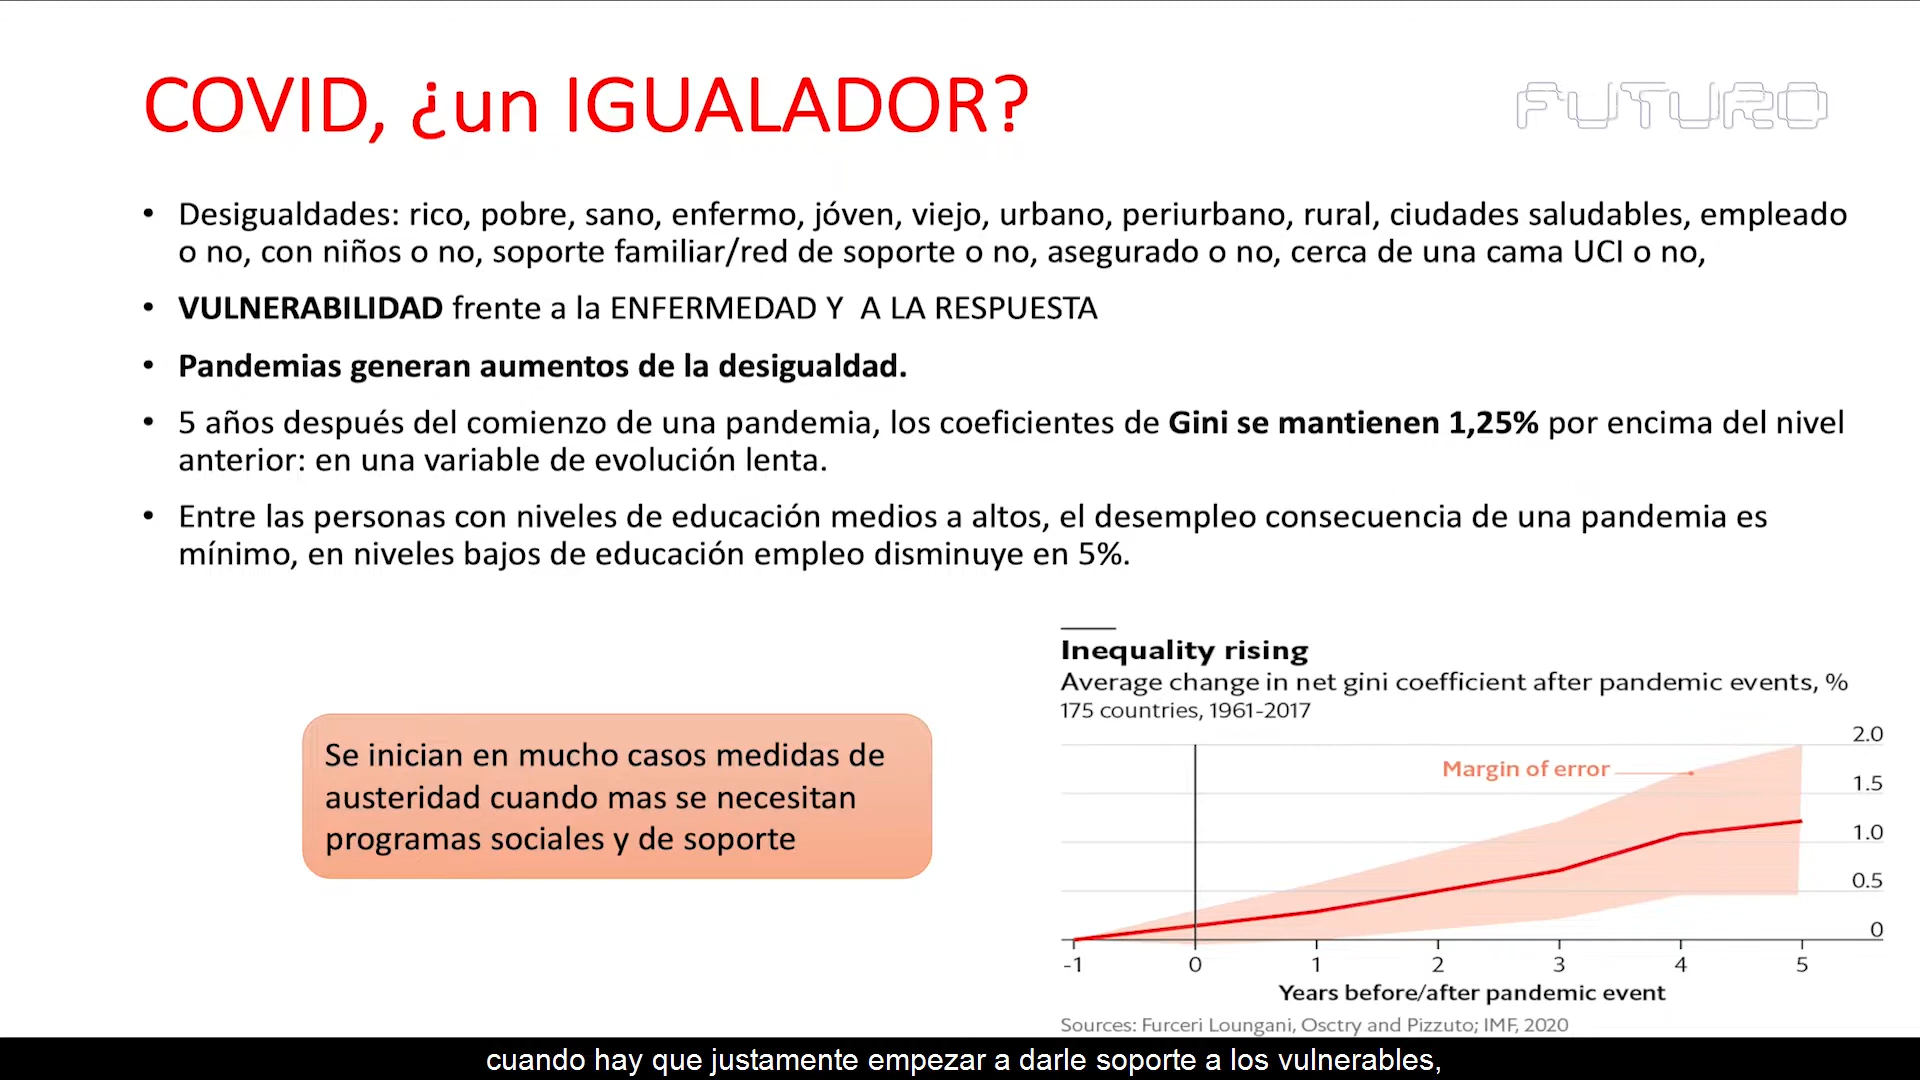 COVID, ¿un IGUALADOR?
FUTURO
• Desigualdades: rico, pobre, sano, enfermo, jóven, viejo, urbano, periurbano, rural, ciudades saludables, empleado
o no, con niños o no, soporte familiar/red de soporte o no, asegurado o no, cerca de una cama UCI o no,
• VULNERABILIDAD frente a la ENFERMEDAD Y A LA RESPUESTA
• Pandemias generan aumentos de la desigualdad.
• 5 años después del comienzo de una pandemia, los coeficientes de Gini se mantienen 1,25% por encima del nivel
anterior: en una variable de evolución lenta.
• Entre las personas con niveles de educación medios a altos, el desempleo consecuencia de una pandemia es
mínimo, en niveles bajos de educación empleo disminuye en 5%.
Se inician en mucho casos medidas de
austeridad cuando mas se necesitan
programas sociales y de soporte
Inequality rising
Average change in net gini coefficient after pandemic events, %
175 countries, 1961-2017
2.0
Margin of error
1.5
1.0
0.5
0
-1 0 1 2 3 4 5
Years before/after pandemic event
Sources: Furceri Loungani, Osctry and Pizzuto; IMF, 2020
cuando hay que justamente empezar a darle soporte a los vulnerables,